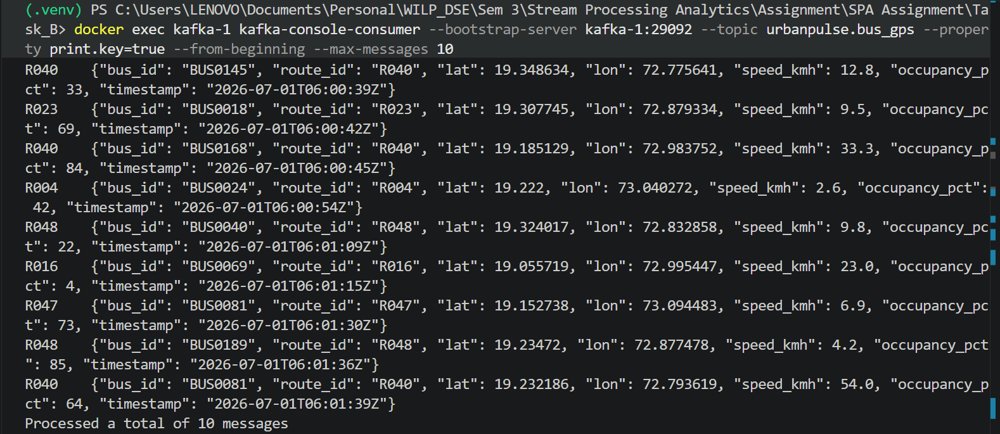 (.venv) PS C:\Users\LENOVO\Documents\Personal\WILP_DSE\Sem 3\Stream Processing Analytics\Assignment\SPA Assignment\Ta
sk_B> docker exec kafka-1 kafka-console-consumer --bootstrap-server kafka-1:29092 --topic urbanpulse.bus_gps --proper
ty print.key=true --from-beginning --max-messages 10
R040    {"bus_id": "BUS0145", "route_id": "R040", "lat": 19.348634, "lon": 72.775641, "speed_kmh": 12.8, "occupancy_p
ct": 33, "timestamp": "2026-07-01T06:00:39Z"}
R023    {"bus_id": "BUS0018", "route_id": "R023", "lat": 19.307745, "lon": 72.879334, "speed_kmh": 9.5, "occupancy_pc
t": 69, "timestamp": "2026-07-01T06:00:42Z"}
R040    {"bus_id": "BUS0168", "route_id": "R040", "lat": 19.185129, "lon": 72.983752, "speed_kmh": 33.3, "occupancy_p
ct": 84, "timestamp": "2026-07-01T06:00:45Z"}
R004    {"bus_id": "BUS0024", "route_id": "R004", "lat": 19.222, "lon": 73.040272, "speed_kmh": 2.6, "occupancy_pct":
 42, "timestamp": "2026-07-01T06:00:54Z"}
R048    {"bus_id": "BUS0040", "route_id": "R048", "lat": 19.324017, "lon": 72.832858, "speed_kmh": 9.8, "occupancy_pc
t": 22, "timestamp": "2026-07-01T06:01:09Z"}
R016    {"bus_id": "BUS0069", "route_id": "R016", "lat": 19.055719, "lon": 72.995447, "speed_kmh": 23.0, "occupancy_p
ct": 4, "timestamp": "2026-07-01T06:01:15Z"}
R047    {"bus_id": "BUS0081", "route_id": "R047", "lat": 19.152738, "lon": 73.094483, "speed_kmh": 6.9, "occupancy_pc
t": 73, "timestamp": "2026-07-01T06:01:30Z"}
R048    {"bus_id": "BUS0189", "route_id": "R048", "lat": 19.23472, "lon": 72.877478, "speed_kmh": 4.2, "occupancy_pct
": 85, "timestamp": "2026-07-01T06:01:36Z"}
R040    {"bus_id": "BUS0081", "route_id": "R040", "lat": 19.232186, "lon": 72.793619, "speed_kmh": 54.0, "occupancy_p
ct": 64, "timestamp": "2026-07-01T06:01:39Z"}
Processed a total of 10 messages